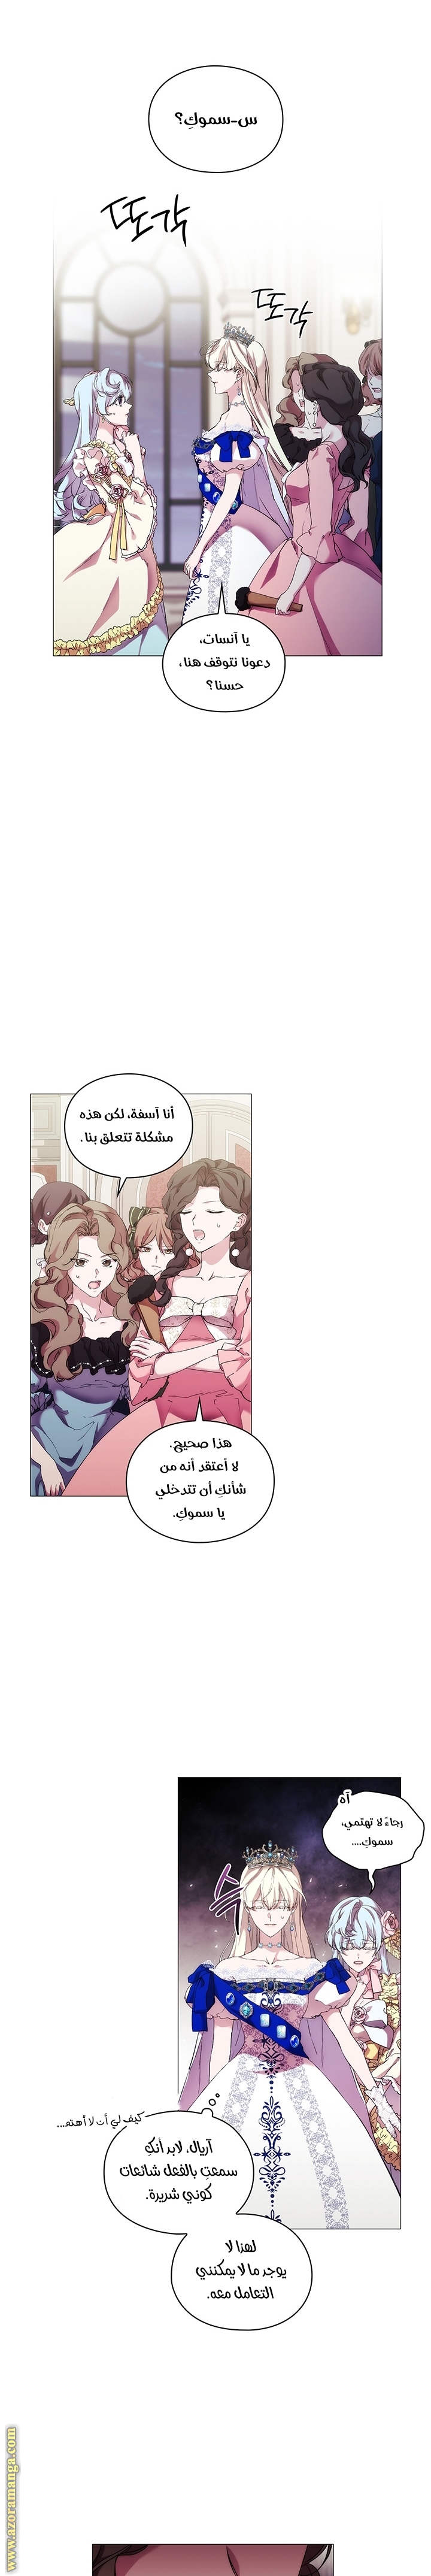 س-سموكِ؟
또각
또각
يا آنسات،
دعونا نتوقف هنا،
حسنا؟
أنا آسفة، لكن هذه
مشكلة تتعلق بنا.
هذا صحيح.
لا أعتقد أنه من
شأنكِ أن تتدخلي
يا سموكِ.
آه
رجاءً لا تهتمي،
سموكِ....
كيف لي أن لا أهتم...
آريال، لابد أنكِ
سمعتِ بالفعل شائعات
كوني شريرة.
لهذا لا
يوجد ما لا يمكنني
التعامل معه.
www.azoramanga.com